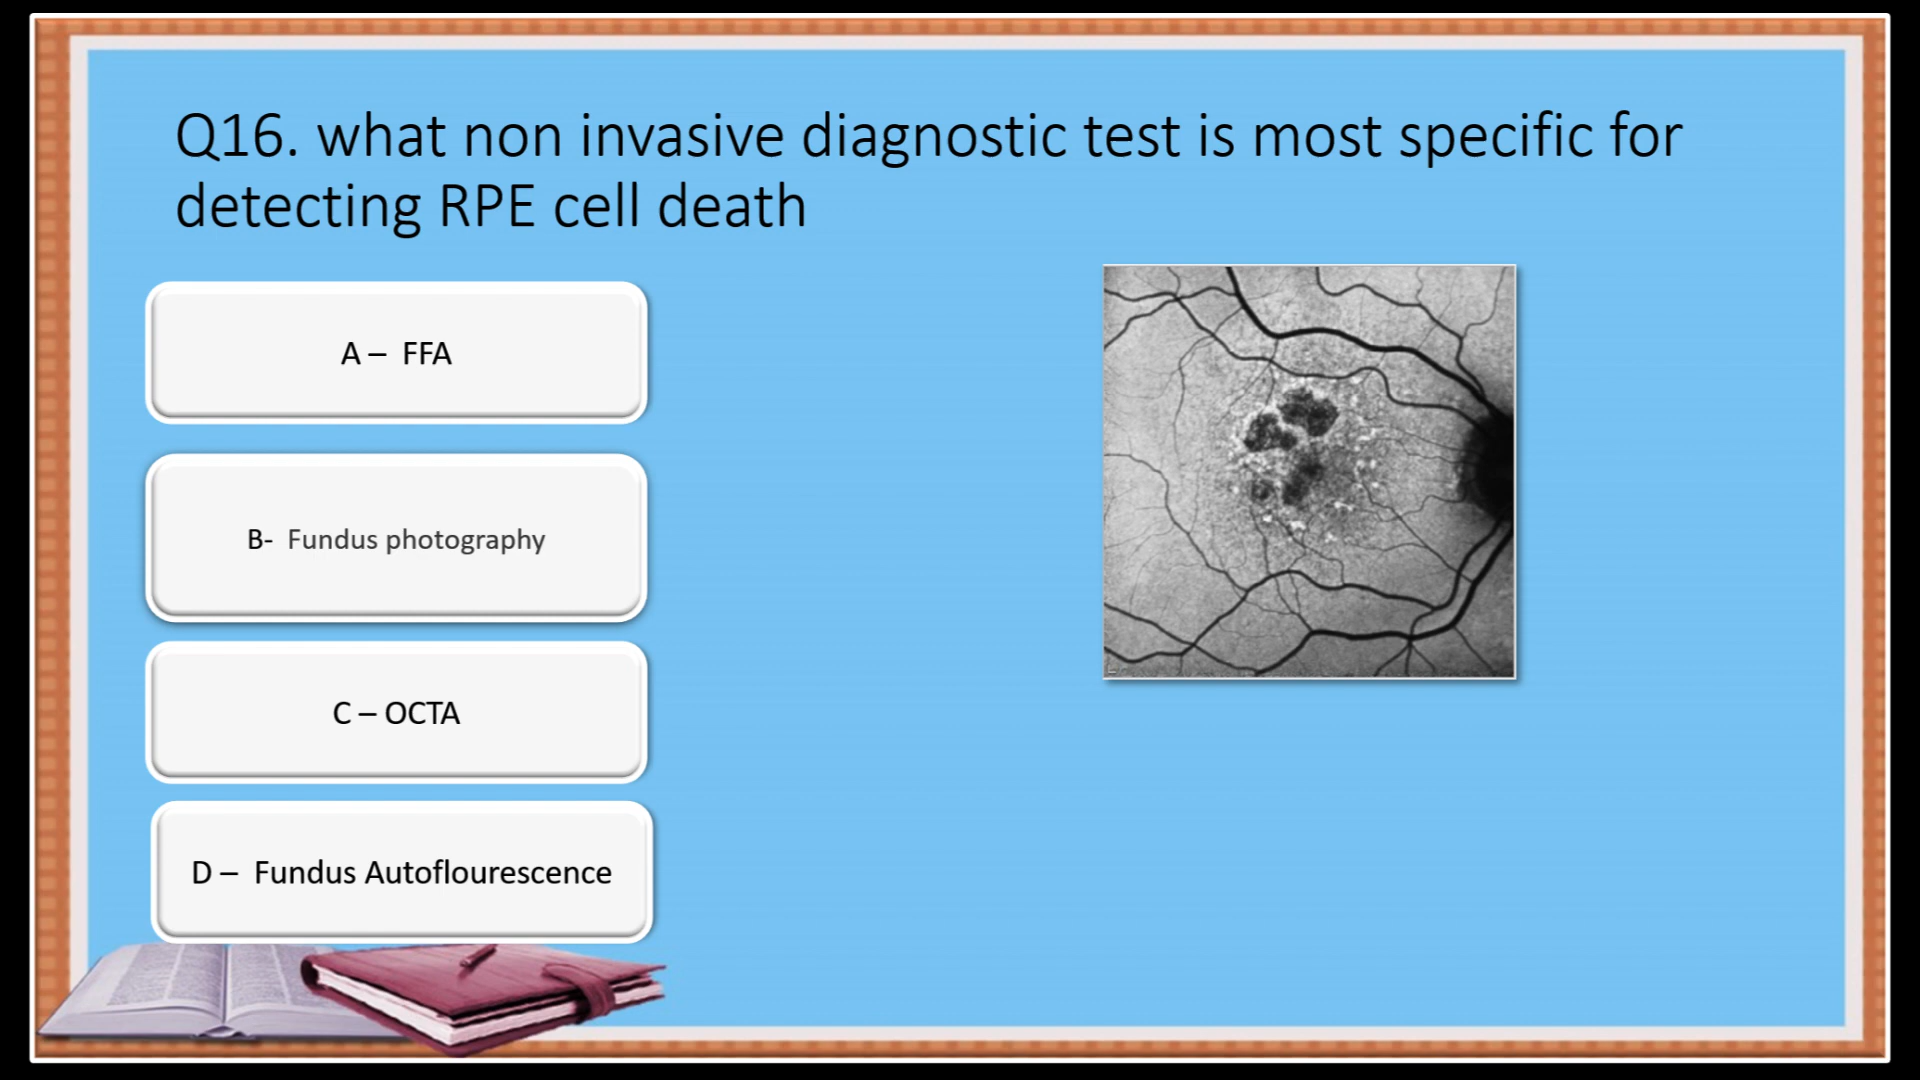 Q16. what non invasive diagnostic test is most specific for
detecting RPE cell death
A – FFA
B- Fundus photography
C – OCTA
D – Fundus Autoflourescence